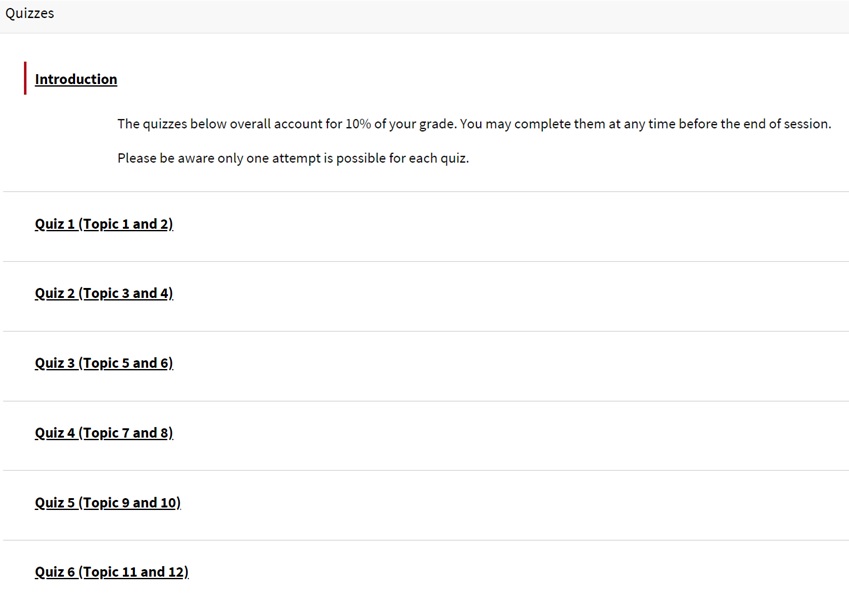 Quizzes
Introduction
The quizzes below overall account for 10% of your grade. You may complete them at any time before the end of session.
Please be aware only one attempt is possible for each quiz.
Quiz 1 (Topic 1 and 2)
Quiz 2 (Topic 3 and 4)
Quiz 3 (Topic 5 and 6)
Quiz 4 (Topic 7 and 8)
Quiz 5 (Topic 9 and 10)
Quiz 6 (Topic 11 and 12)